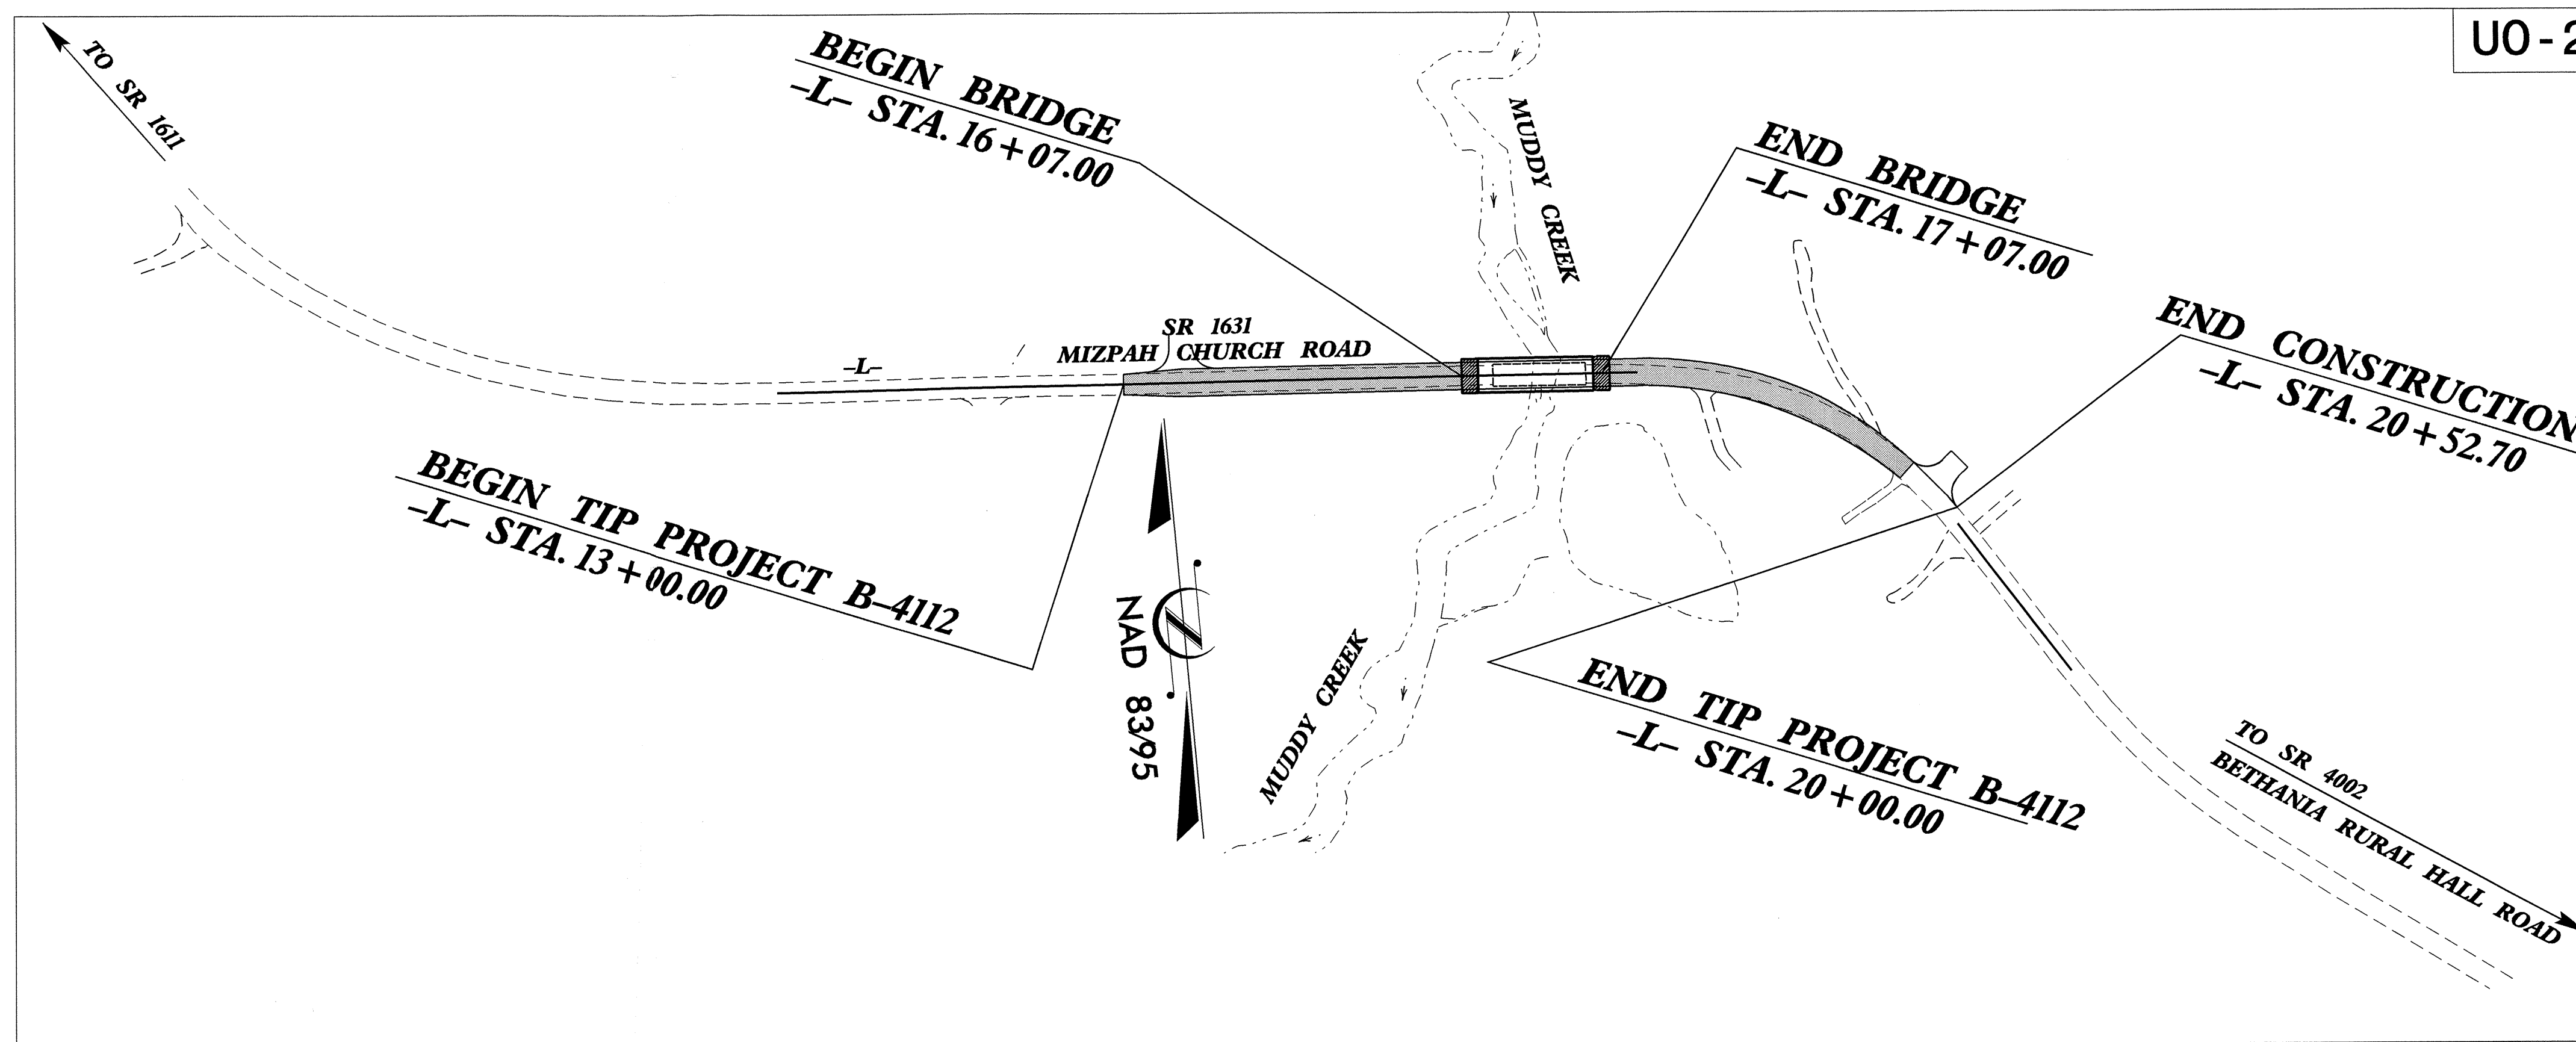 UO-2
TO SR 1611
BEGIN BRIDGE
-L- STA. 16+07.00
MUDDY CREEK
END BRIDGE
-L- STA. 17+07.00
END CONSTRUCTION
-L- STA. 20+52.70
SR 1631
MIZPAH CHURCH ROAD
-L-
BEGIN TIP PROJECT B-4112
-L- STA. 13+00.00
NAD 83/95
MUDDY CREEK
END TIP PROJECT B-4112
-L- STA. 20+00.00
TO SR 4002
BETHANIA RURAL HALL ROAD